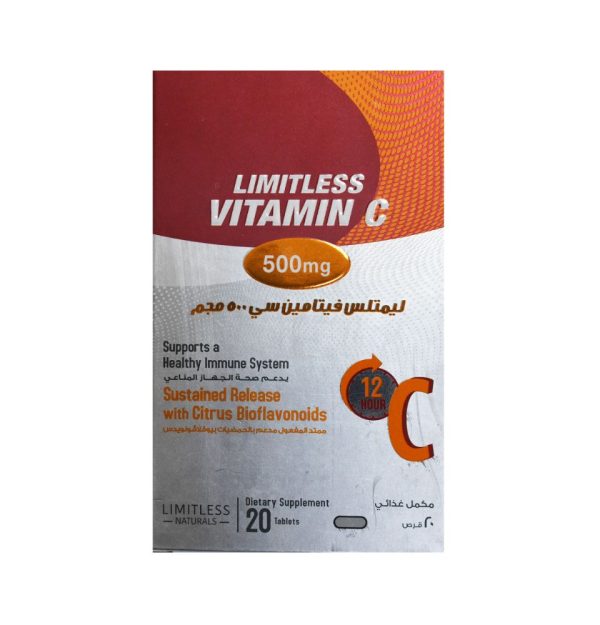 LIMITLESS
VITAMIN C
500mg
ليمتلس فيتامين سي ٥٠٠ مجم
Supports a
Healthy Immune System
يدعم صحة الجهاز المناعي
Sustained Release
with Citrus Bioflavonoids
ممتد المفعول مدعم بالحمضيات بيوفلافونويدس
12
HOUR
C
LIMITLESS
NATURALS
Dietary Supplement
20 Tablets
مكمل غذائي
٢٠ قرص